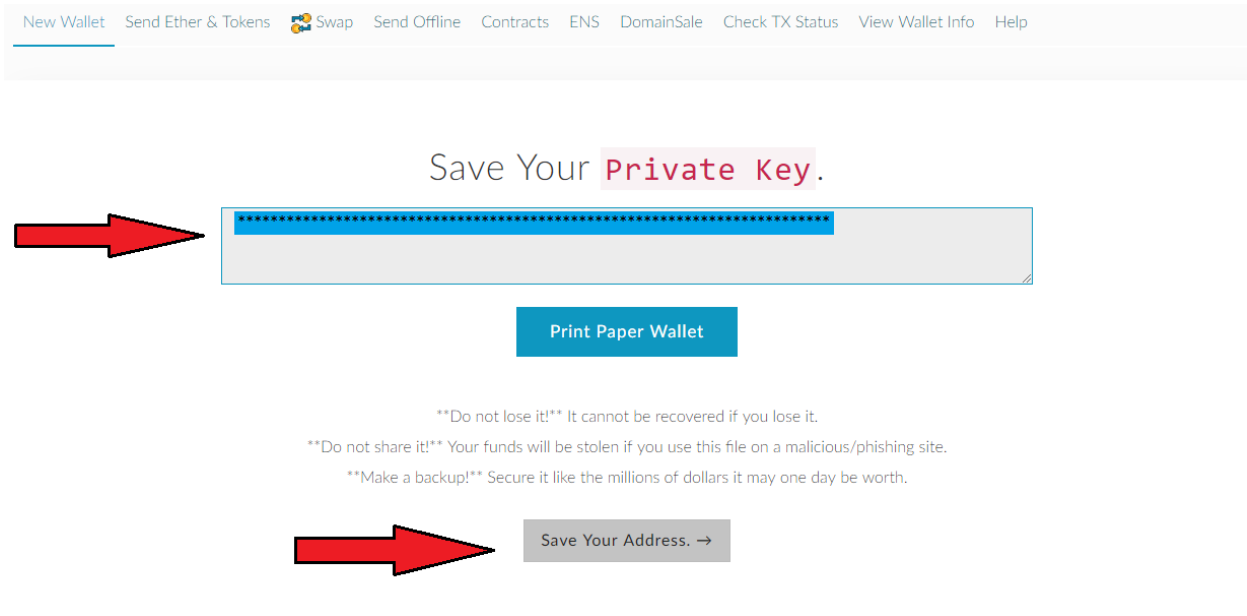 New Wallet Send Ether & Tokens Swap Send Offline Contracts ENS DomainSale Check TX Status View Wallet Info Help
Save Your Private Key.
*************************************************************************
Print Paper Wallet
**Do not lose it!** It cannot be recovered if you lose it.
**Do not share it!** Your funds will be stolen if you use this file on a malicious/phishing site.
**Make a backup!** Secure it like the millions of dollars it may one day be worth.
Save Your Address. →